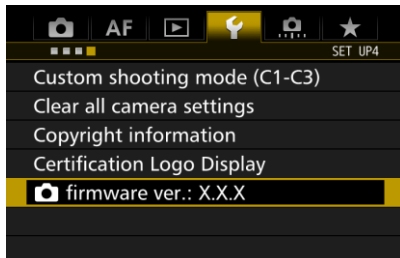 AF
SET UP4
Custom shooting mode (C1-C3)
Clear all camera settings
Copyright information
Certification Logo Display
firmware ver.: X.X.X